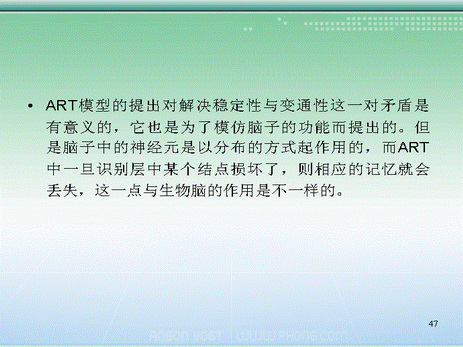 • ART模型的提出对解决稳定性与变通性这一对矛盾是
有意义的，它也是为了模仿脑子的功能而提出的。但
是脑子中的神经元是以分布的方式起作用的，而ART
中一旦识别层中某个结点损坏了，则相应的记忆就会
丢失，这一点与生物脑的作用是不一样的。
47